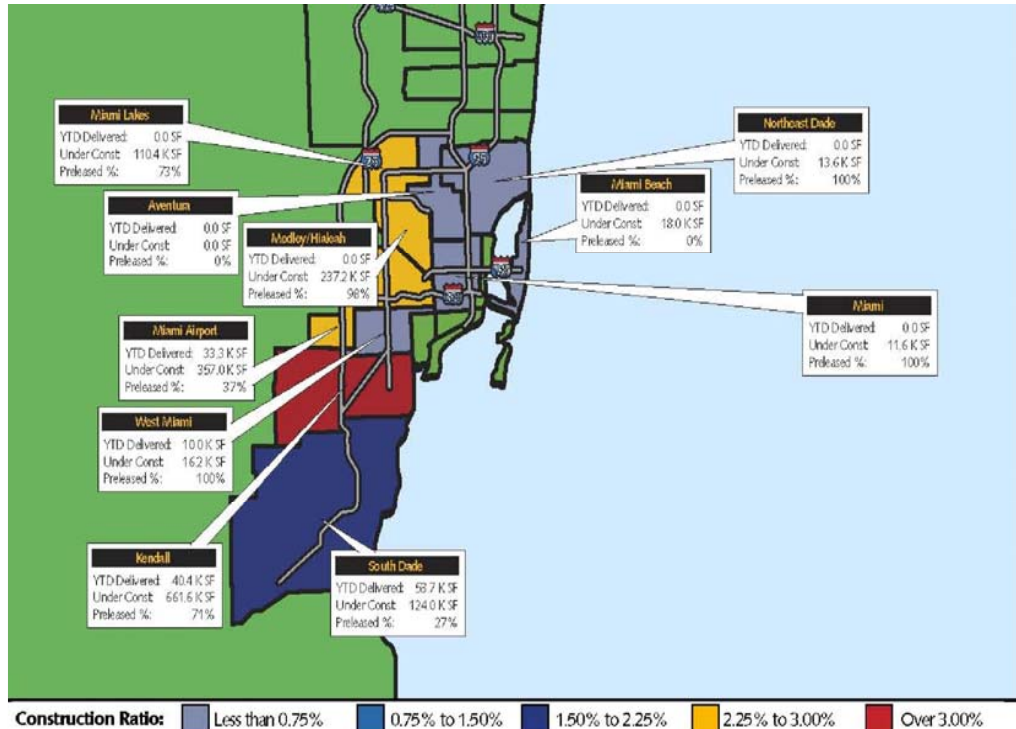 Miami Lakes
YTD Delivered: 0.0 SF
Under Const: 110.4 K SF
Preleased %: 73%
Northeast Dade
YTD Delivered: 0.0 SF
Under Const: 13.6 K SF
Preleased %: 100%
Aventura
YTD Delivered: 0.0 SF
Under Const: 0.0 SF
Preleased %: 0%
Miami Beach
YTD Delivered: 0.0 SF
Under Const: 18.0 K SF
Preleased %: 0%
Medley/Hialeah
YTD Delivered: 0.0 SF
Under Const: 237.2 K SF
Preleased %: 98%
Miami
YTD Delivered: 0.0 SF
Under Const: 11.6 K SF
Preleased %: 100%
Miami Airport
YTD Delivered: 33.3 K SF
Under Const: 357.0 K SF
Preleased %: 37%
West Miami
YTD Delivered: 10.0 K SF
Under Const: 16.2 K SF
Preleased %: 100%
Kendall
YTD Delivered: 40.4 K SF
Under Const: 661.6 K SF
Preleased %: 71%
South Dade
YTD Delivered: 53.7 K SF
Under Const: 124.0 K SF
Preleased %: 27%
75
95
Construction Ratio: Less than 0.75% 0.75% to 1.50% 1.50% to 2.25% 2.25% to 3.00% Over 3.00%